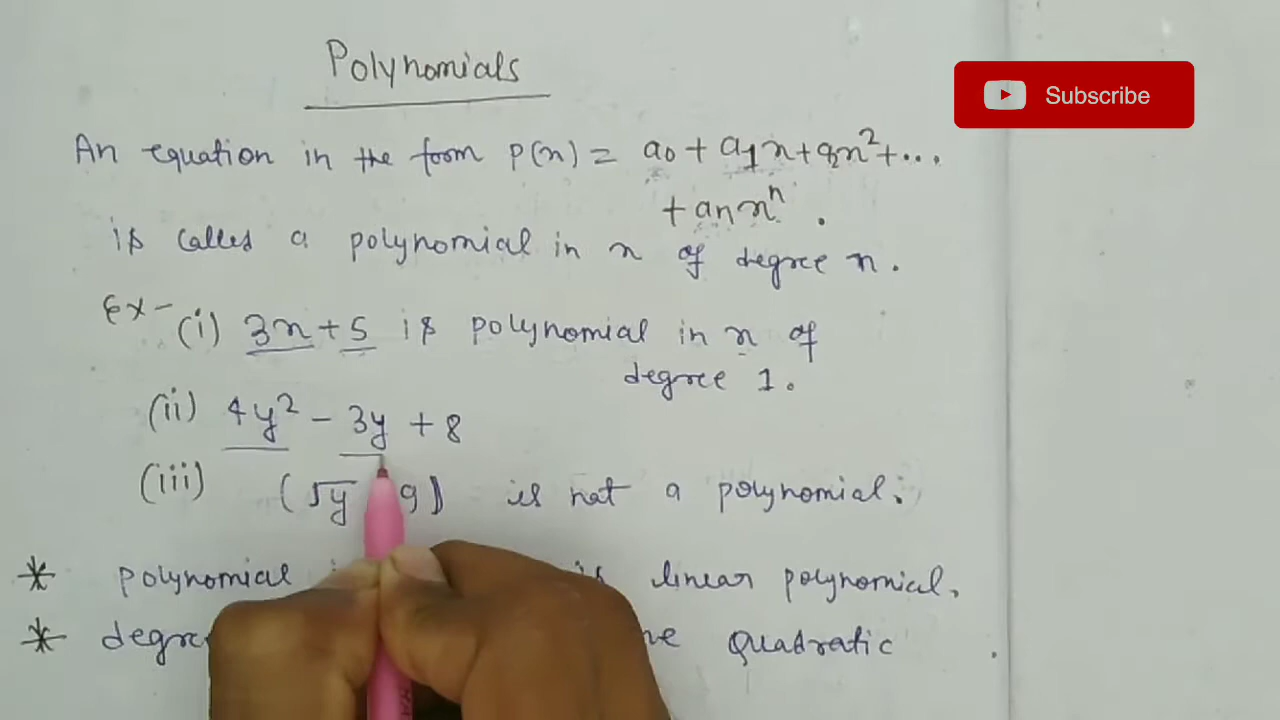 Polynomials
Subscribe
An equation in the form p(x) = a0 + a1x + a2x² + ...
+ anxⁿ .
is called a polynomial in x of degree n.
Ex- (i) 3x + 5 is polynomial in x of
degree 1.
(ii) 4y² - 3y + 8
(iii) (√y 9) is not a polynomial.
* polynomial is linear polynomial.
* Quadratic